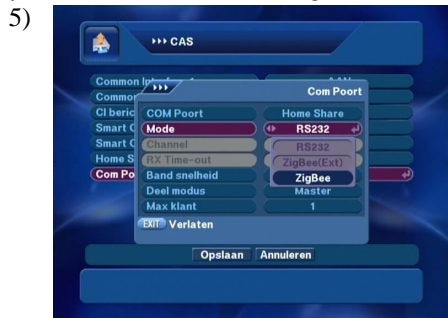 5)
CAS
Common
Com Poort
Common
CI beric
COM Poort Home Share
Smart C
Mode RS232
Smart C
Channel RS232
Home S
RX Time-out ZigBee(Ext)
Com Po
Band snelheid ZigBee
Deel modus Master
Max klant 1
EXIT Verlaten
Opslaan Annuleren